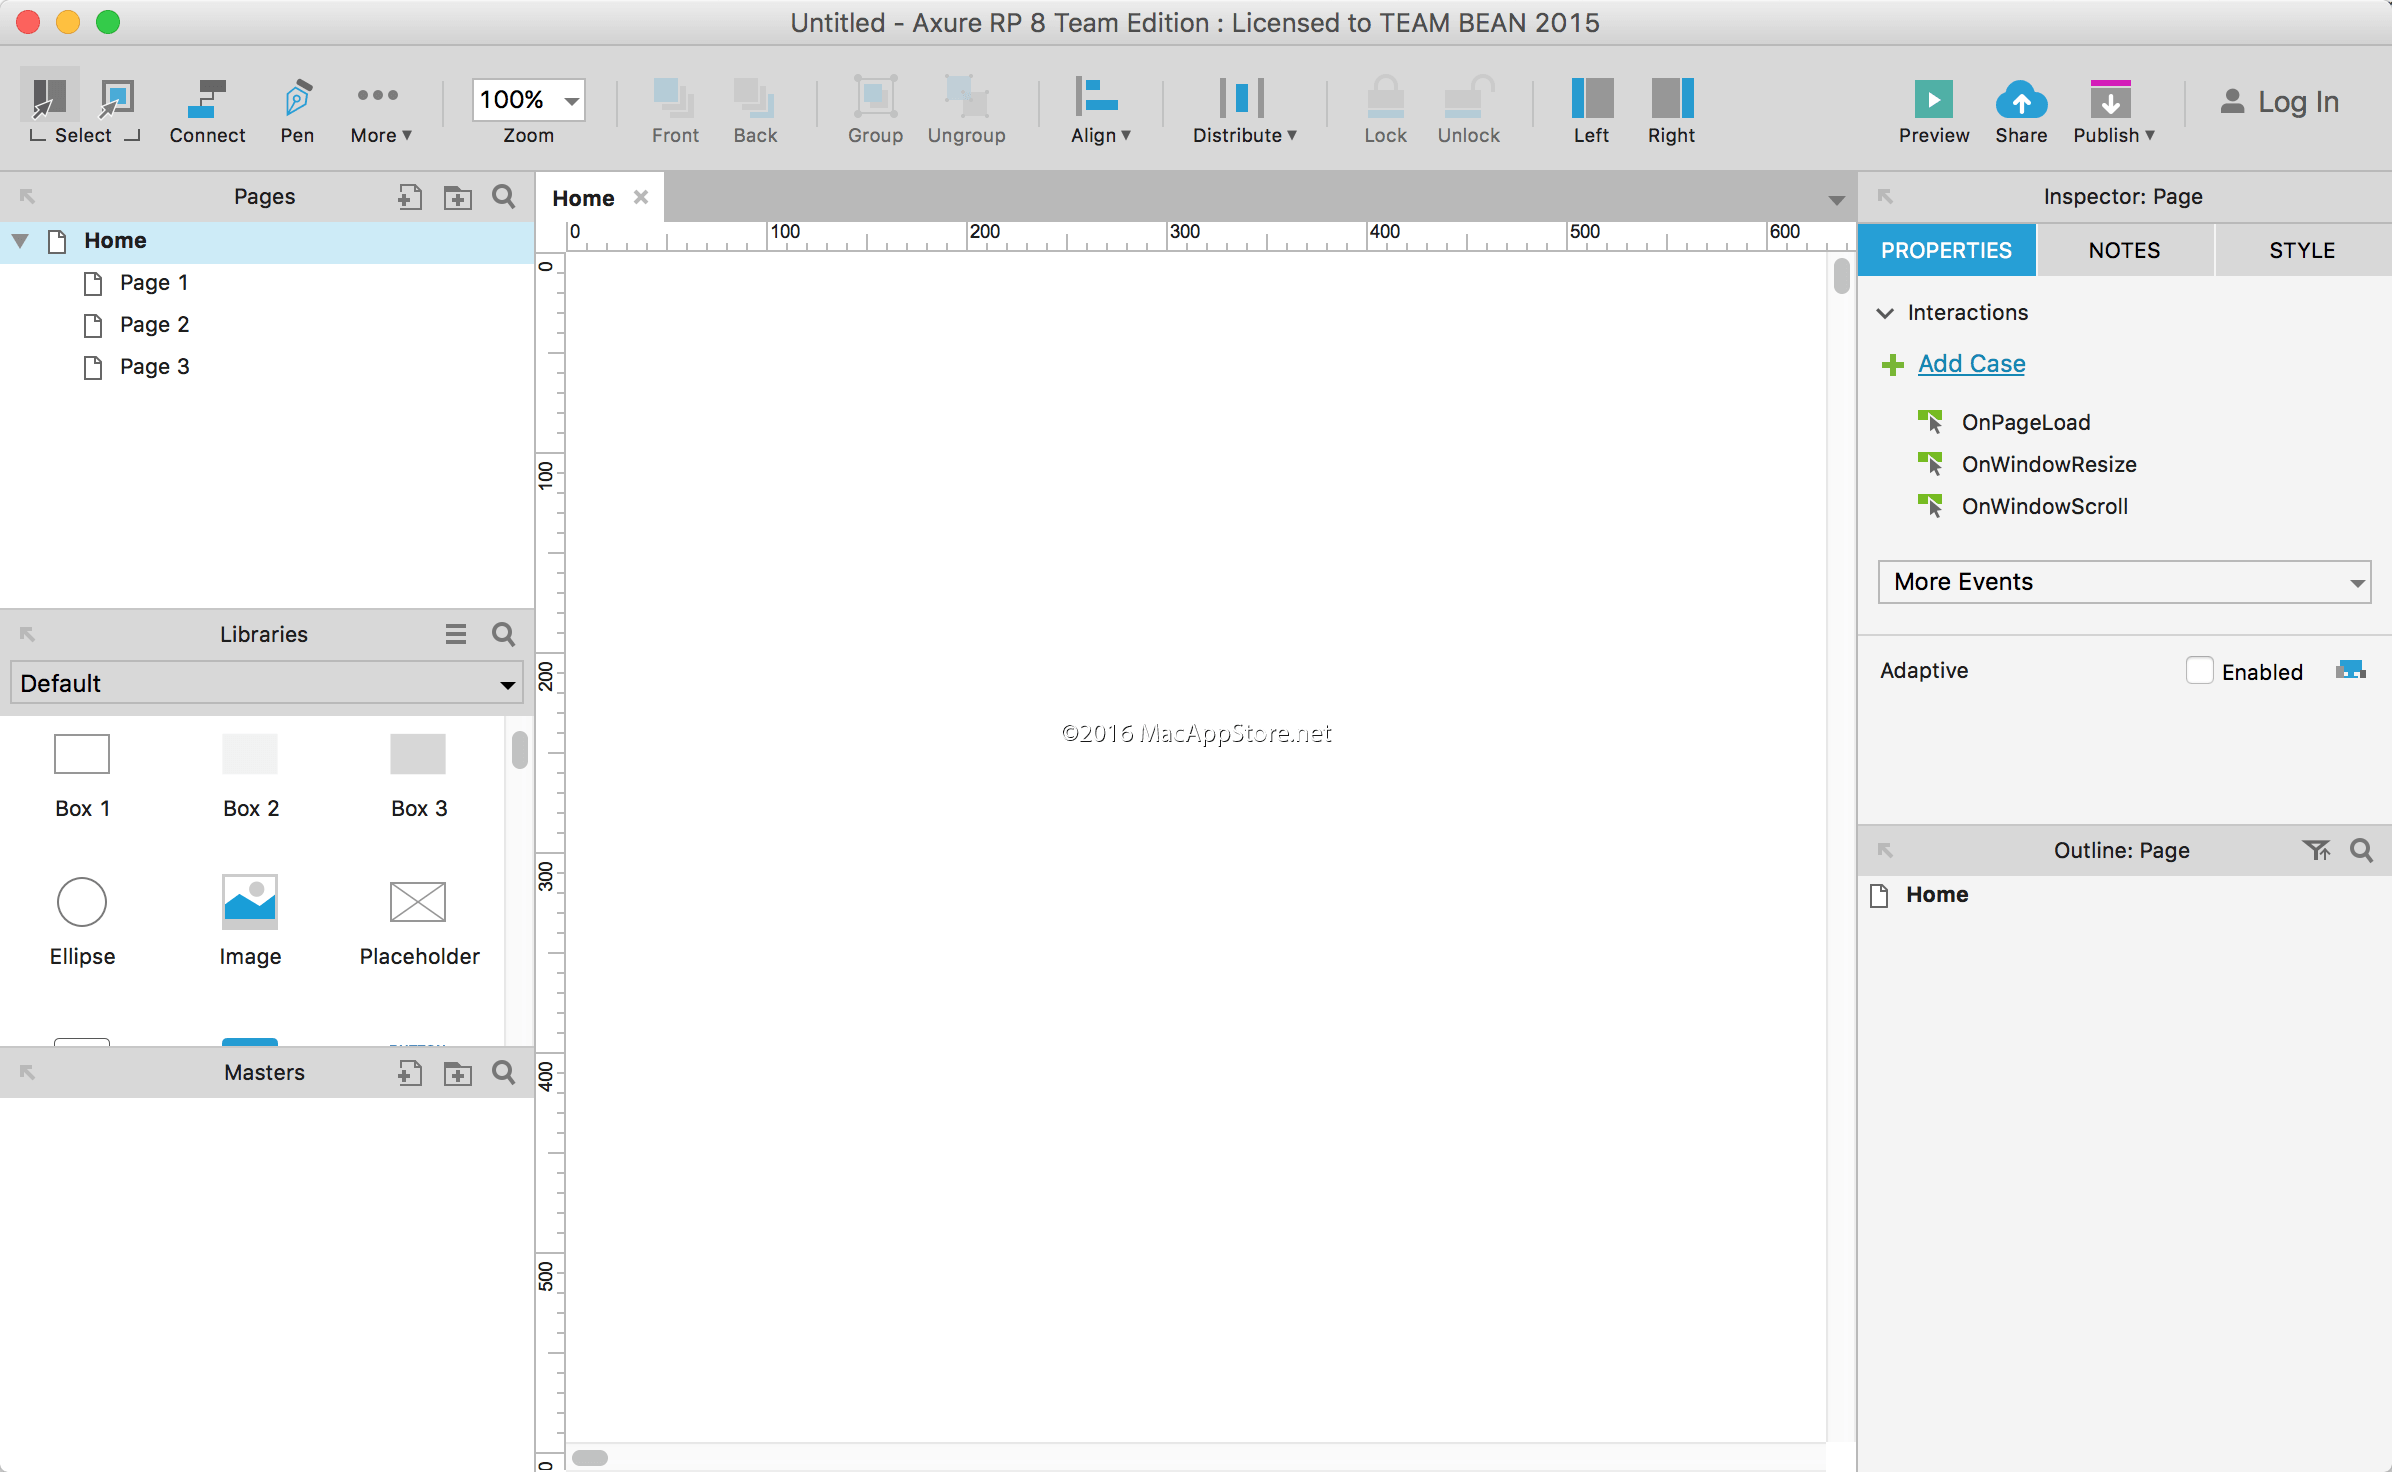 Untitled - Axure RP 8 Team Edition : Licensed to TEAM BEAN 2015
Select
Connect
Pen
More ▼
100%
Zoom
Front
Back
Group
Ungroup
Align ▼
Distribute ▼
Lock
Unlock
Left
Right
Preview
Share
Publish ▼
Log In
Pages
Home
Page 1
Page 2
Page 3
Libraries
Default
Box 1
Box 2
Box 3
Ellipse
Image
Placeholder
Masters
Home
0 100 200 300 400 500 600
0
100
200
300
400
500
©2016 MacAppStore.net
Inspector: Page
PROPERTIES
NOTES
STYLE
Interactions
Add Case
OnPageLoad
OnWindowResize
OnWindowScroll
More Events
Adaptive
Enabled
Outline: Page
Home